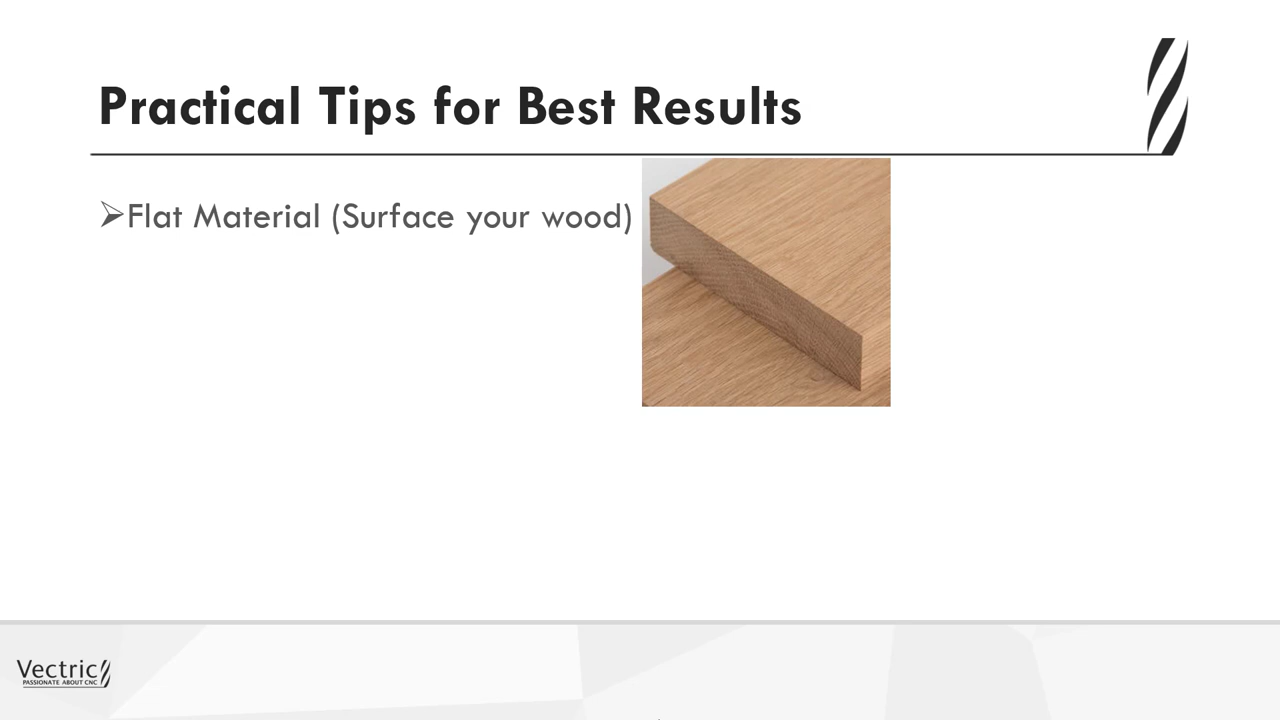 Practical Tips for Best Results
➢Flat Material (Surface your wood)
Vectric
PASSIONATE ABOUT CNC